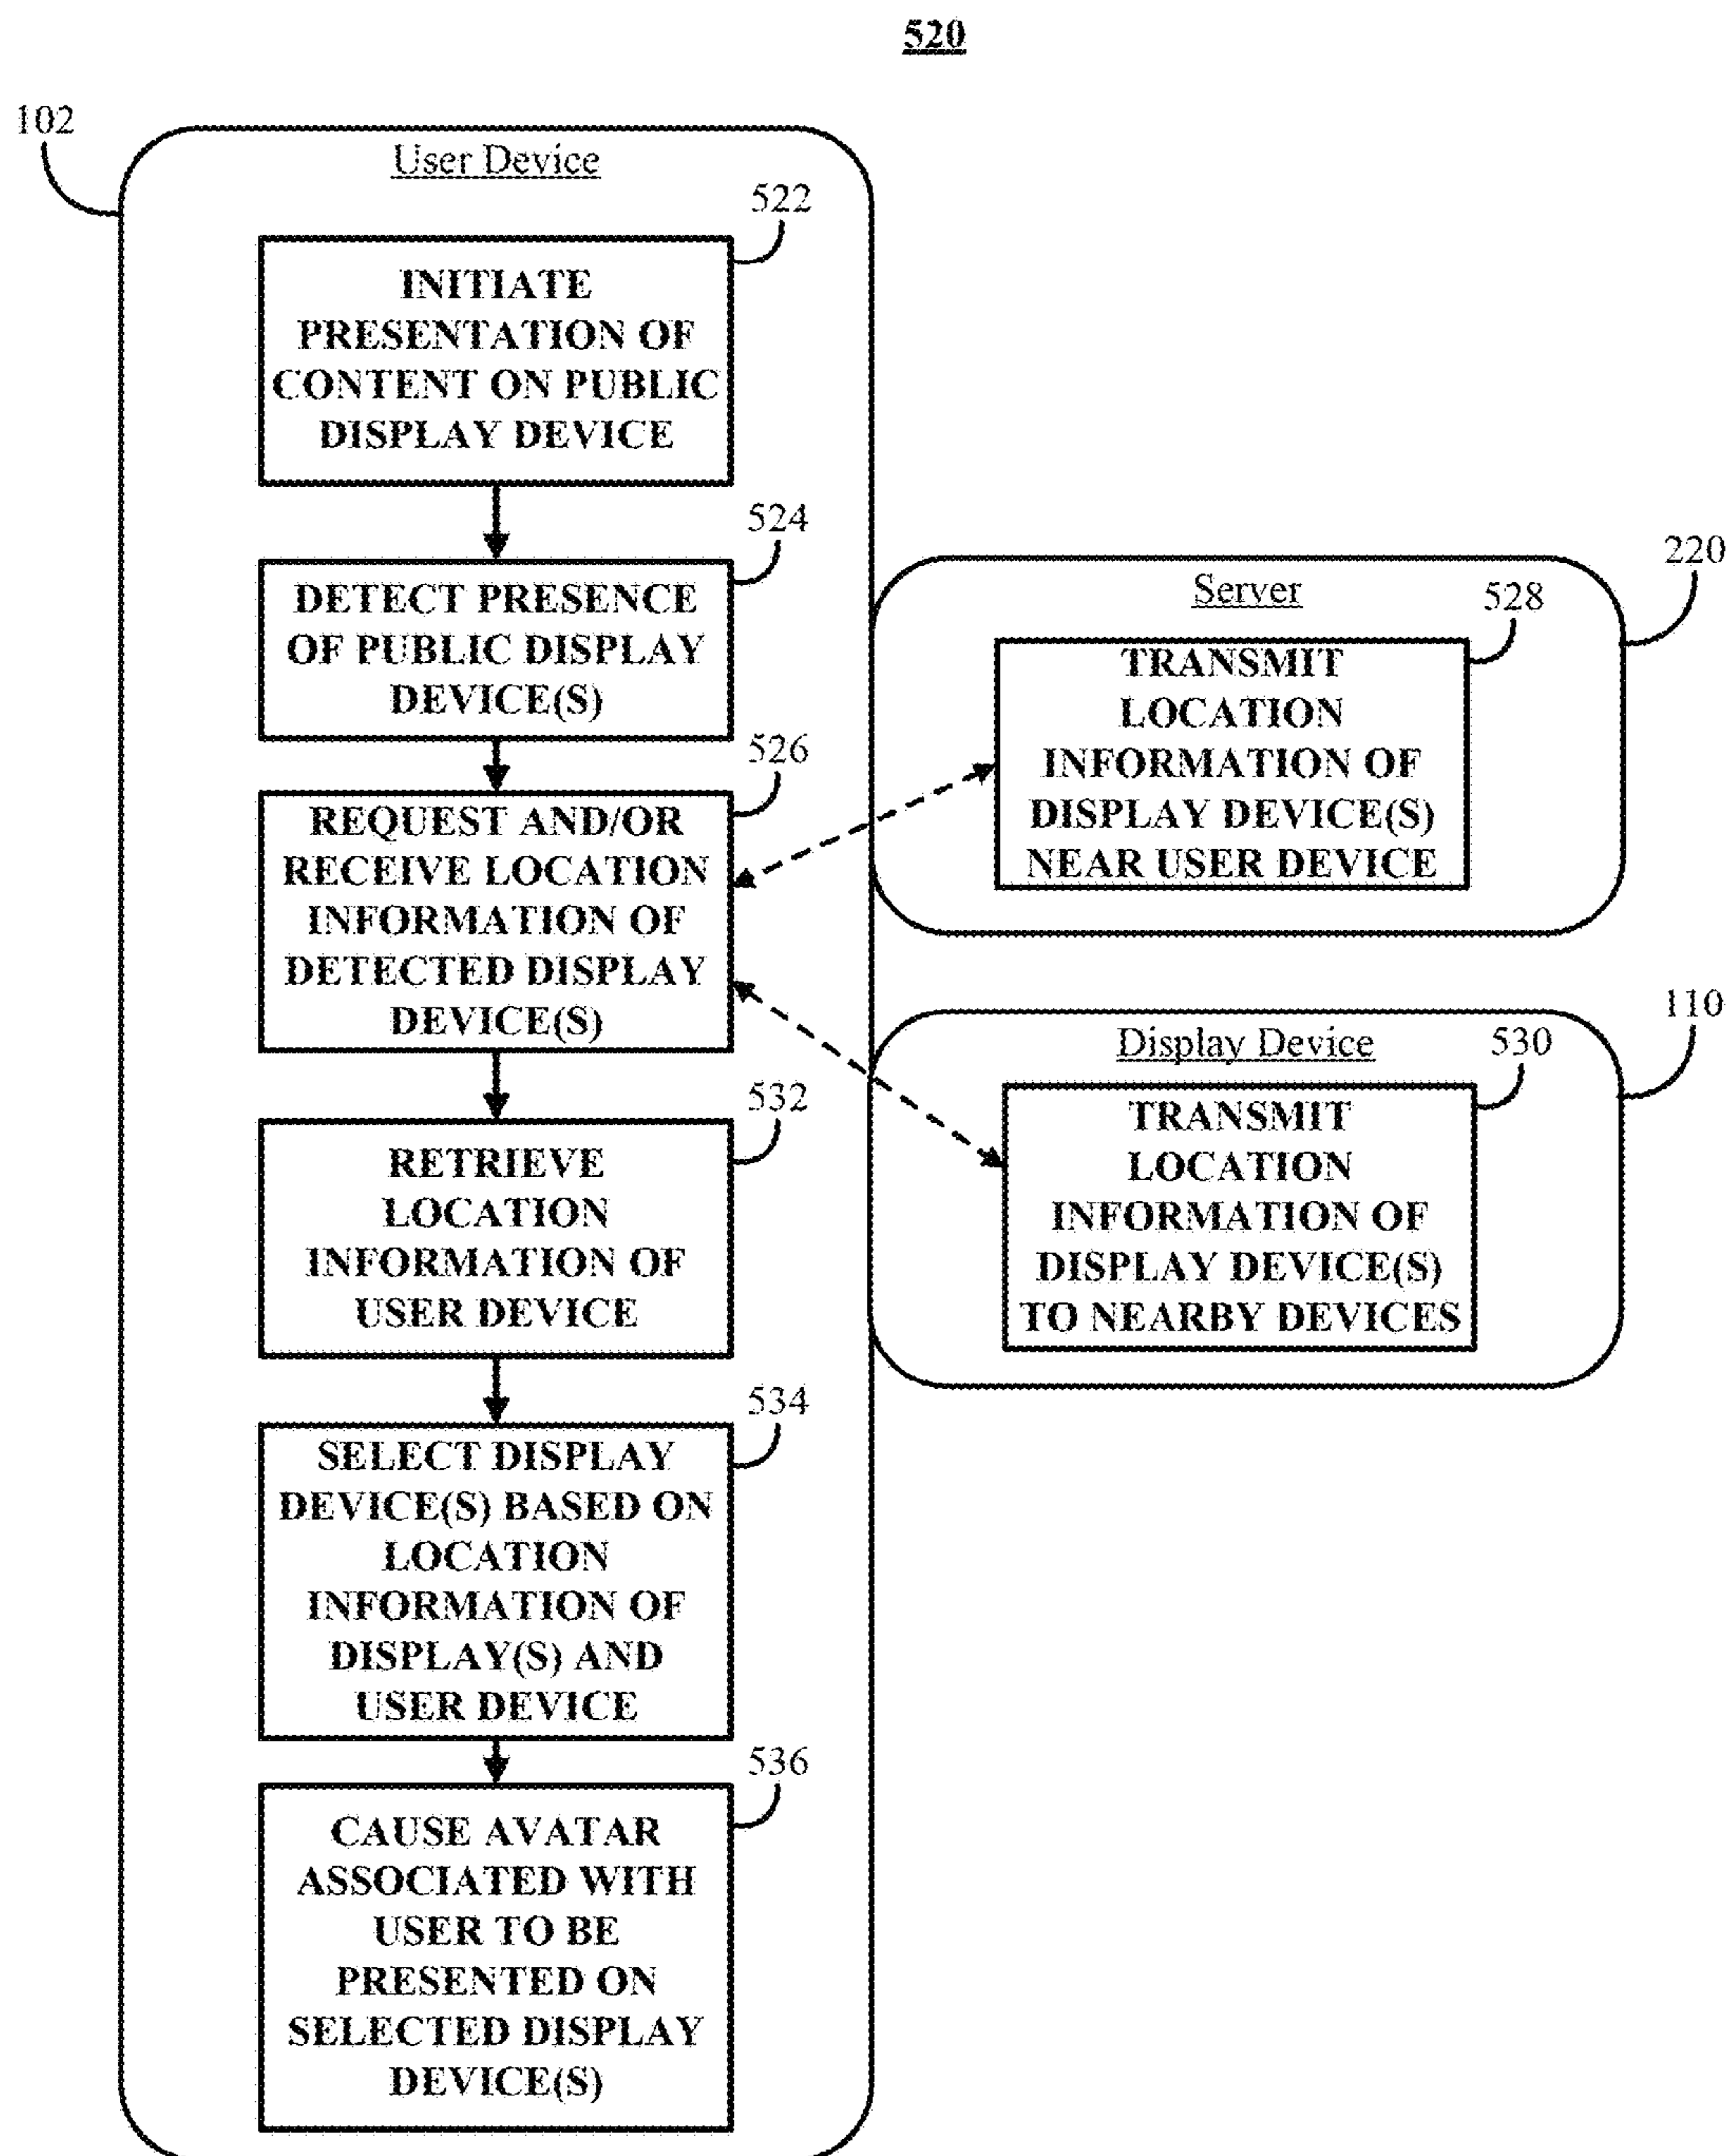 520
102
User Device
522
INITIATE
PRESENTATION OF
CONTENT ON PUBLIC
DISPLAY DEVICE
524
DETECT PRESENCE
OF PUBLIC DISPLAY
DEVICE(S)
526
REQUEST AND/OR
RECEIVE LOCATION
INFORMATION OF
DETECTED DISPLAY
DEVICE(S)
220
Server
528
TRANSMIT
LOCATION
INFORMATION OF
DISPLAY DEVICE(S)
NEAR USER DEVICE
110
Display Device
530
TRANSMIT
LOCATION
INFORMATION OF
DISPLAY DEVICE(S)
TO NEARBY DEVICES
532
RETRIEVE
LOCATION
INFORMATION OF
USER DEVICE
534
SELECT DISPLAY
DEVICE(S) BASED ON
LOCATION
INFORMATION OF
DISPLAY(S) AND
USER DEVICE
536
CAUSE AVATAR
ASSOCIATED WITH
USER TO BE
PRESENTED ON
SELECTED DISPLAY
DEVICE(S)